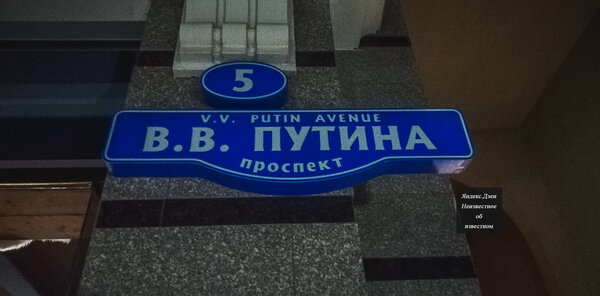 5
V.V. PUTIN AVENUE
В.В. ПУТИНА
проспект
Яндекс Дзен
Неизвестное
об
известном